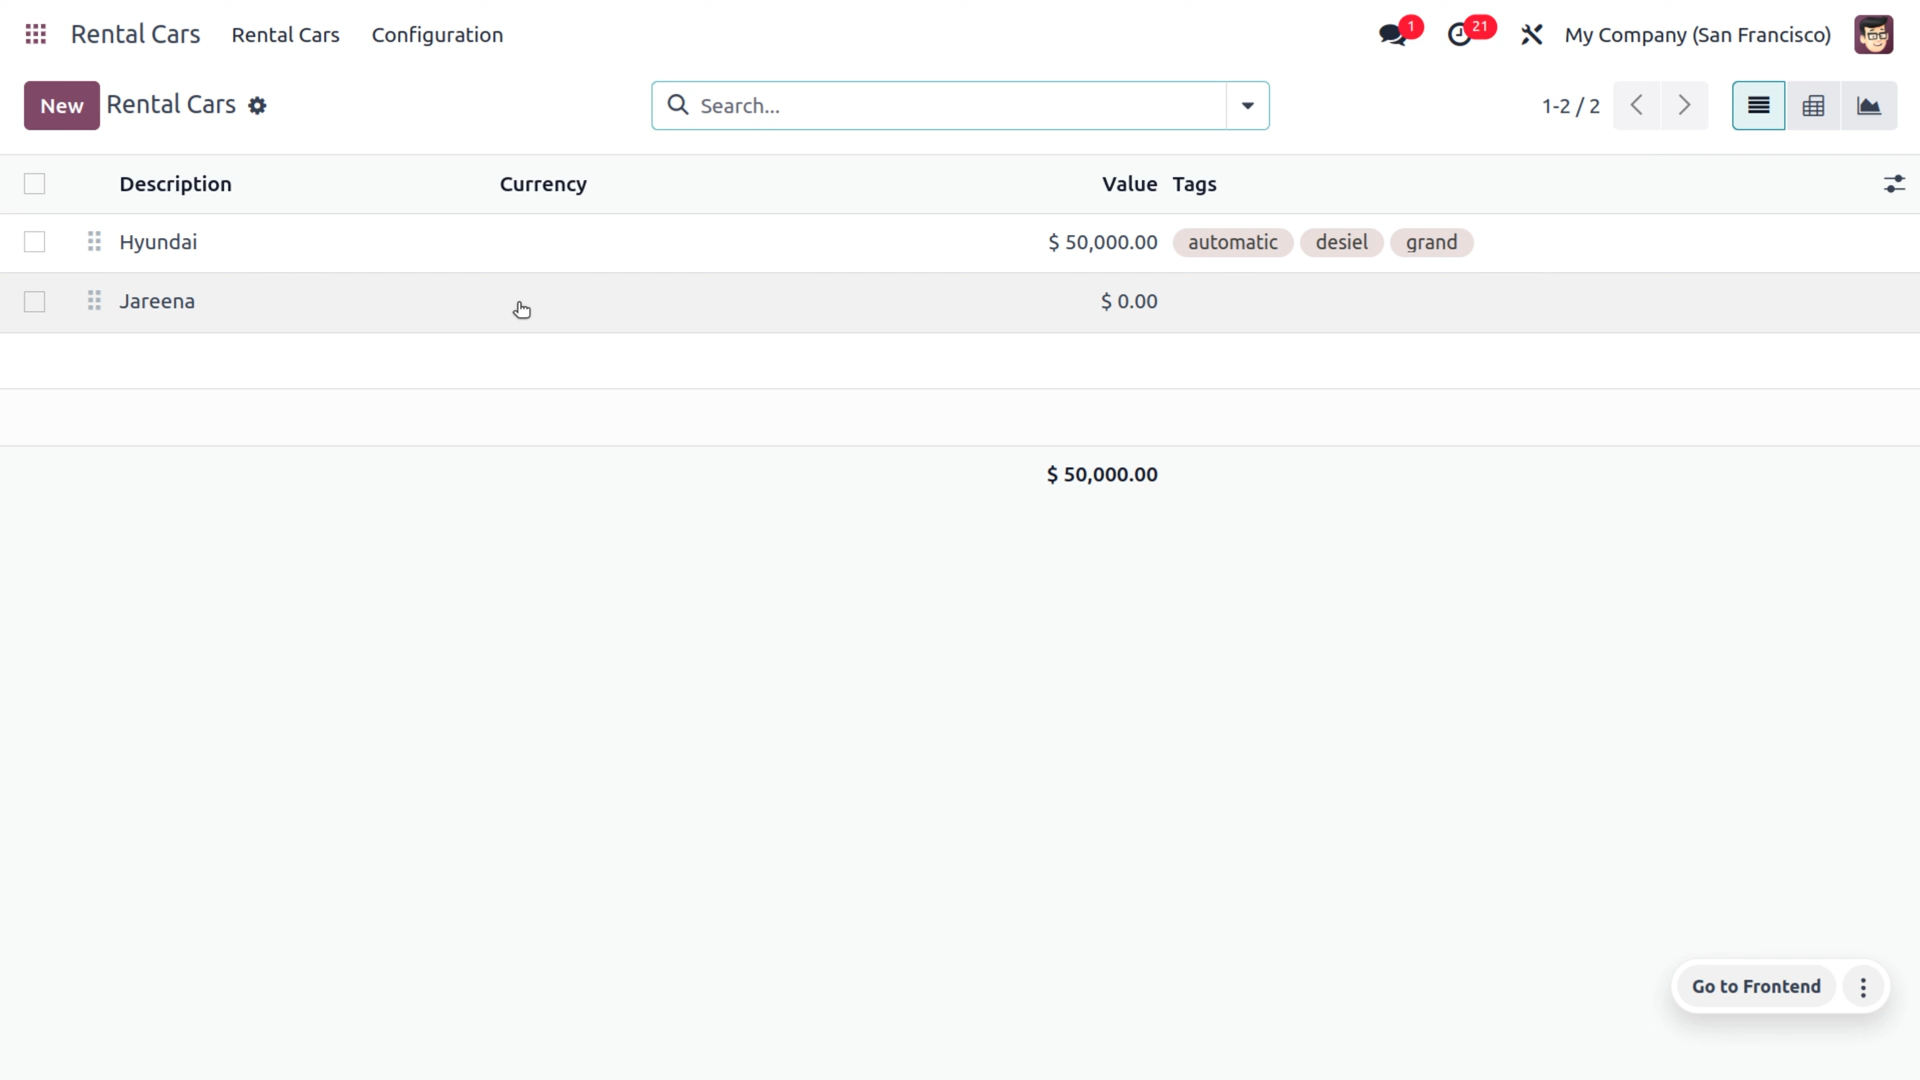 Rental Cars Rental Cars Configuration 1 21 My Company (San Francisco)
New Rental Cars Search... 1-2 / 2
Description Currency Value Tags
Hyundai $ 50,000.00 automatic desiel grand
Jareena $ 0.00
$ 50,000.00
Go to Frontend